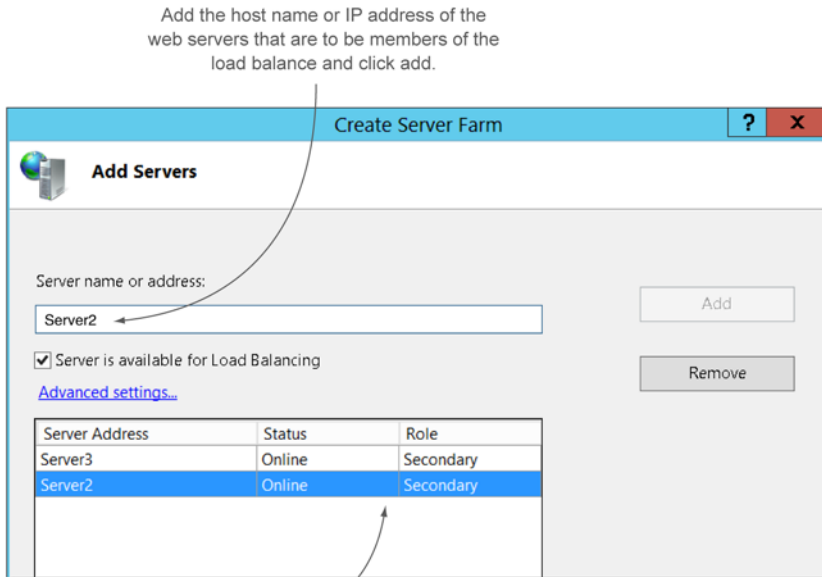 Add the host name or IP address of the
web servers that are to be members of the
load balance and click add.
Create Server Farm
? X
Add Servers
Server name or address:
Add
Server2
Server is available for Load Balancing
Remove
Advanced settings...
Server Address Status Role
Server3 Online Secondary
Server2 Online Secondary